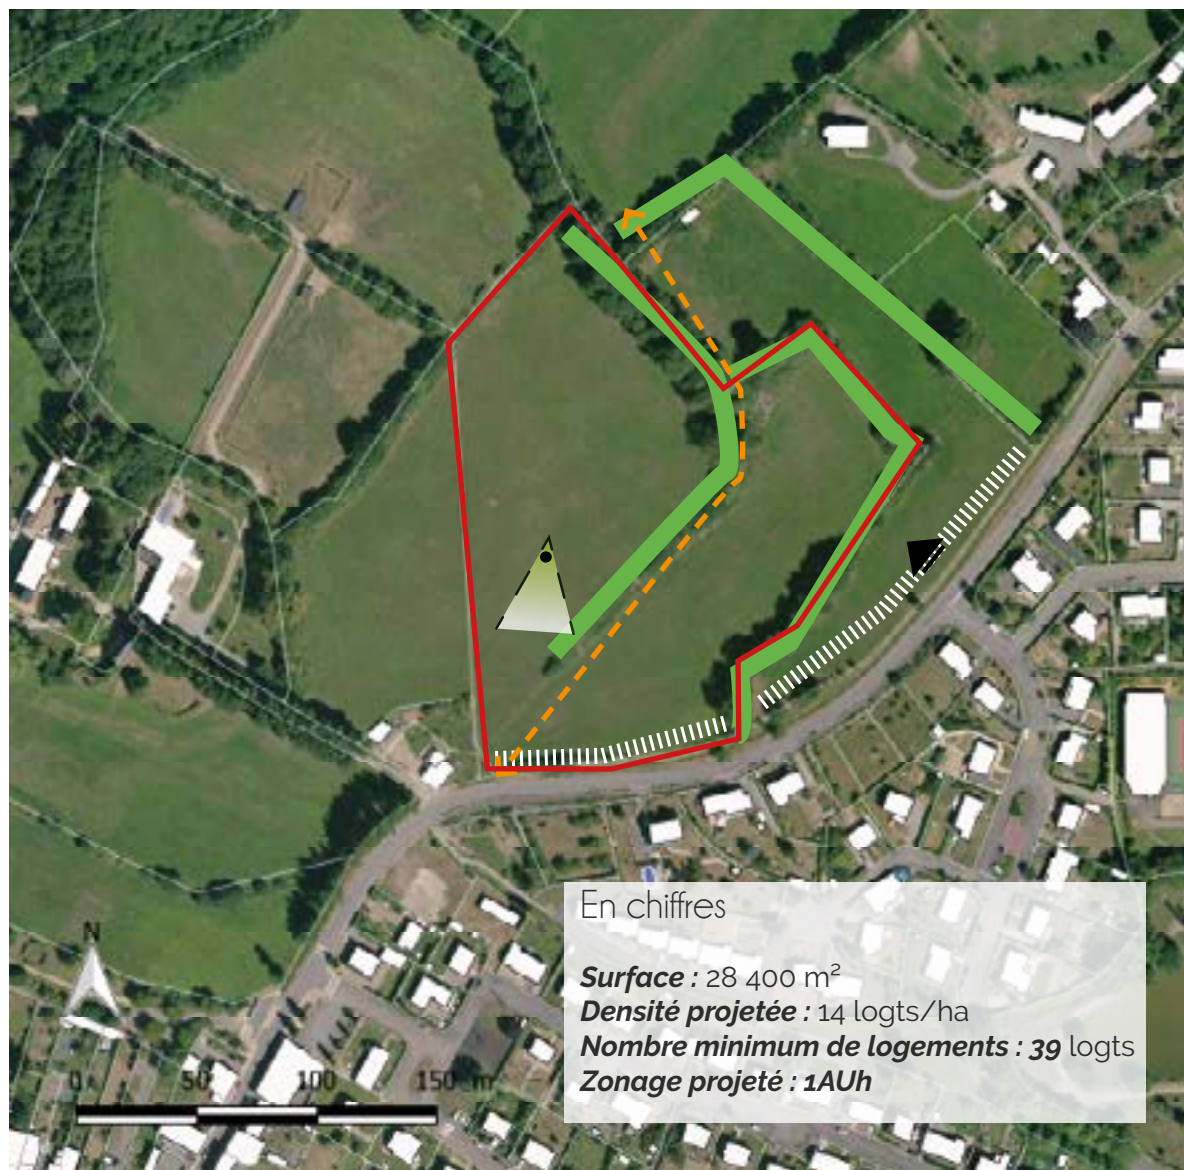 N
0 50 100 150 m
En chiffres
Surface : 28 400 m²
Densité projetée : 14 logts/ha
Nombre minimum de logements : 39 logts
Zonage projeté : 1AUh